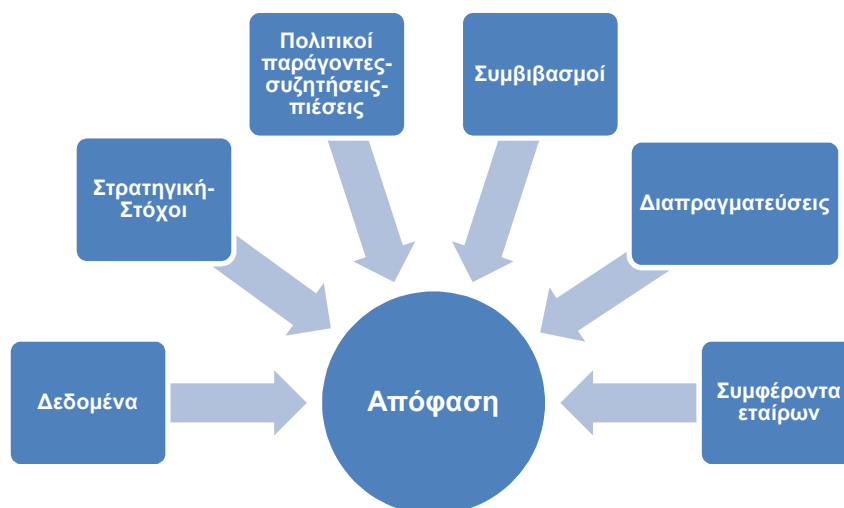 Πολιτικοί
παράγοντες-
συζητήσεις-
πιέσεις
Συμβιβασμοί
Στρατηγική-
Στόχοι
Διαπραγματεύσεις
Δεδομένα
Απόφαση
Συμφέροντα
εταίρων